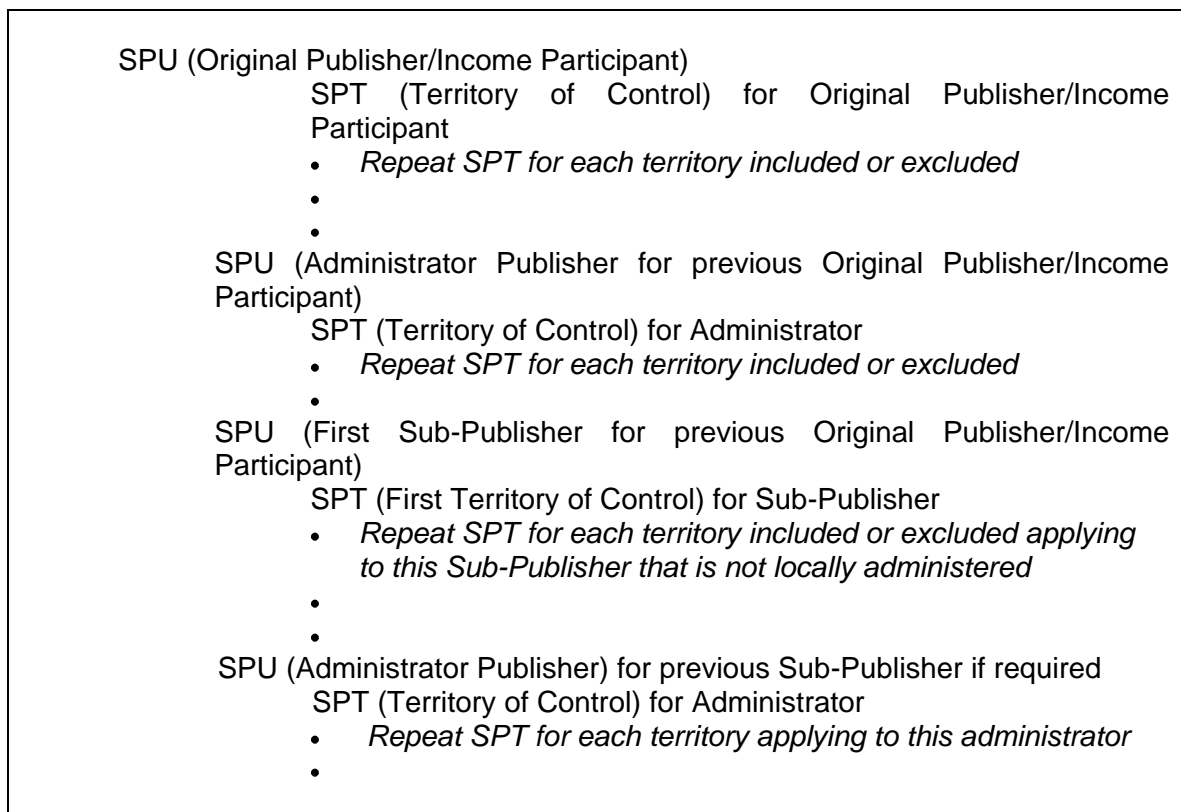 SPU (Original Publisher/Income Participant)
SPT (Territory of Control) for Original Publisher/Income
Participant
• Repeat SPT for each territory included or excluded
•
•
SPU (Administrator Publisher for previous Original Publisher/Income
Participant)
SPT (Territory of Control) for Administrator
• Repeat SPT for each territory included or excluded
•
SPU (First Sub-Publisher for previous Original Publisher/Income
Participant)
SPT (First Territory of Control) for Sub-Publisher
• Repeat SPT for each territory included or excluded applying
to this Sub-Publisher that is not locally administered
•
•
SPU (Administrator Publisher) for previous Sub-Publisher if required
SPT (Territory of Control) for Administrator
• Repeat SPT for each territory applying to this administrator
•